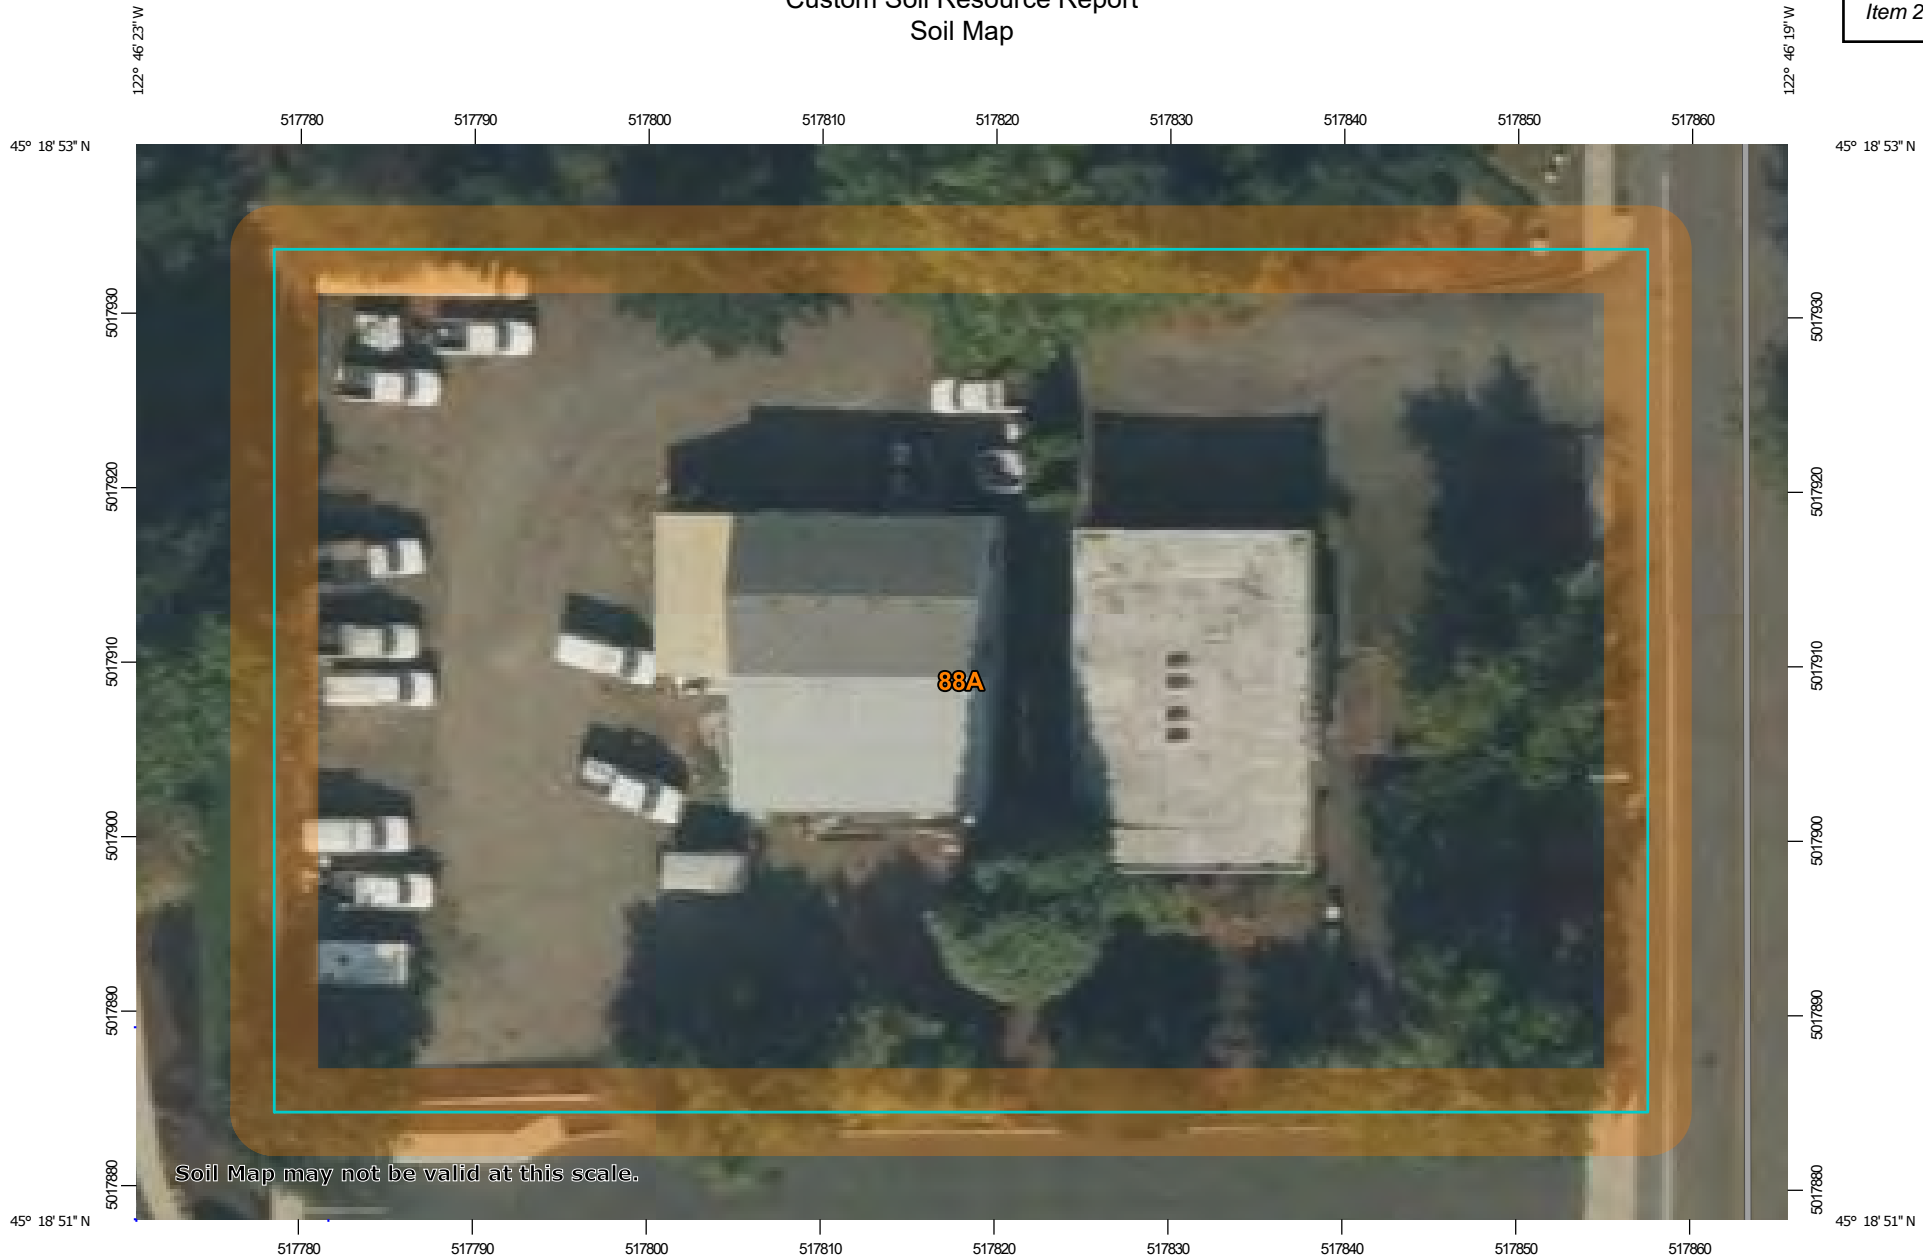 Custom Soil Resource Report
Soil Map
Item 2
122° 46' 23'' W
122° 46' 19'' W
517780 517790 517800 517810 517820 517830 517840 517850 517860
45° 18' 53'' N
45° 18' 53'' N
5017930
5017930
5017920
5017920
5017910
5017910
88A
5017900
5017900
5017890
5017890
5017880
5017880
Soil Map may not be valid at this scale.
45° 18' 51'' N
45° 18' 51'' N
517780 517790 517800 517810 517820 517830 517840 517850 517860